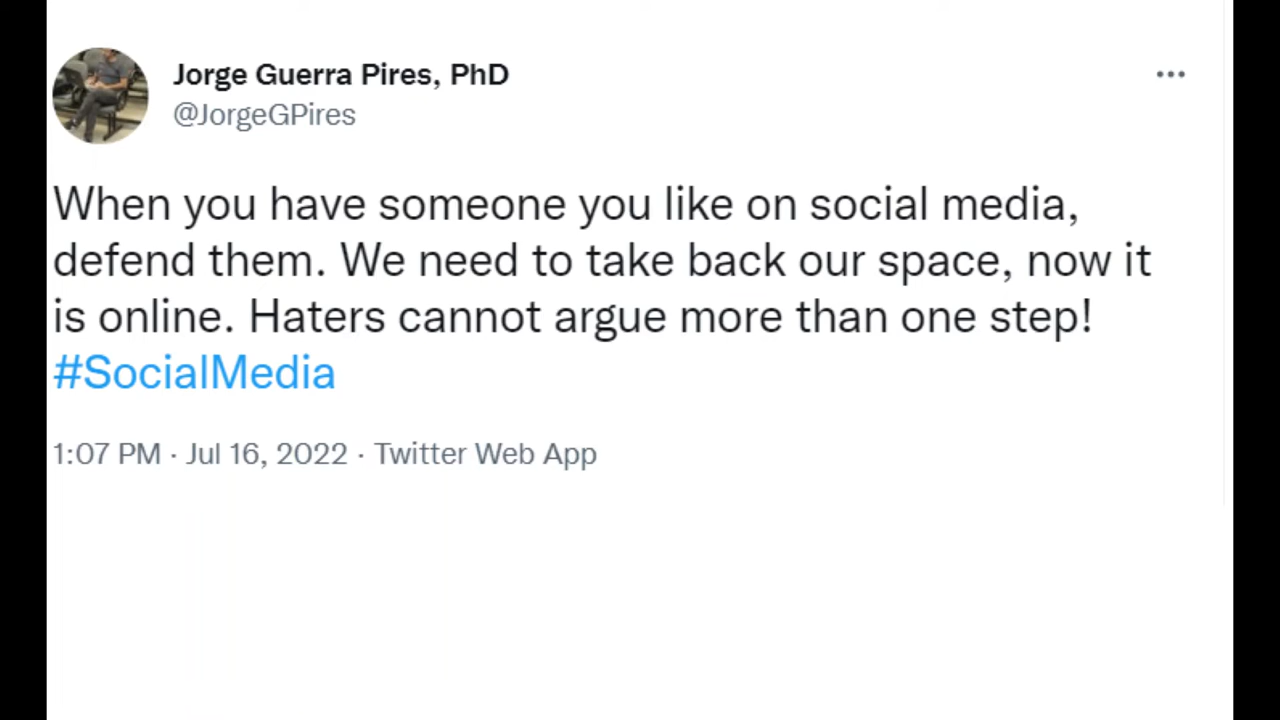 Jorge Guerra Pires, PhD
@JorgeGPires
When you have someone you like on social media,
defend them. We need to take back our space, now it
is online. Haters cannot argue more than one step!
#SocialMedia
1:07 PM · Jul 16, 2022 · Twitter Web App